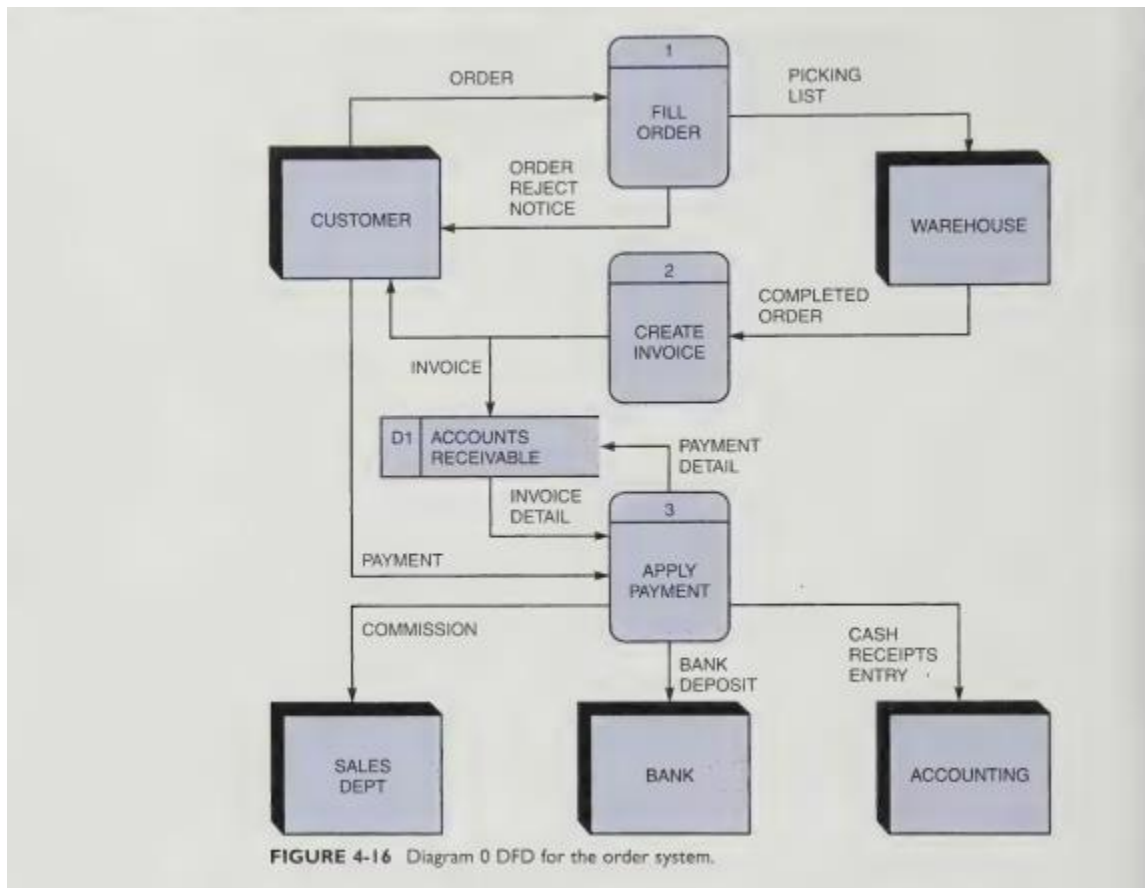 1
ORDER
PICKING
LIST
FILL
ORDER
ORDER
REJECT
NOTICE
CUSTOMER
WAREHOUSE
2
COMPLETED
ORDER
CREATE
INVOICE
INVOICE
D1
ACCOUNTS
RECEIVABLE
PAYMENT
DETAIL
INVOICE
DETAIL
3
PAYMENT
APPLY
PAYMENT
COMMISSION
CASH
RECEIPTS
ENTRY
BANK
DEPOSIT
SALES
DEPT
BANK
ACCOUNTING
FIGURE 4-16 Diagram 0 DFD for the order system.